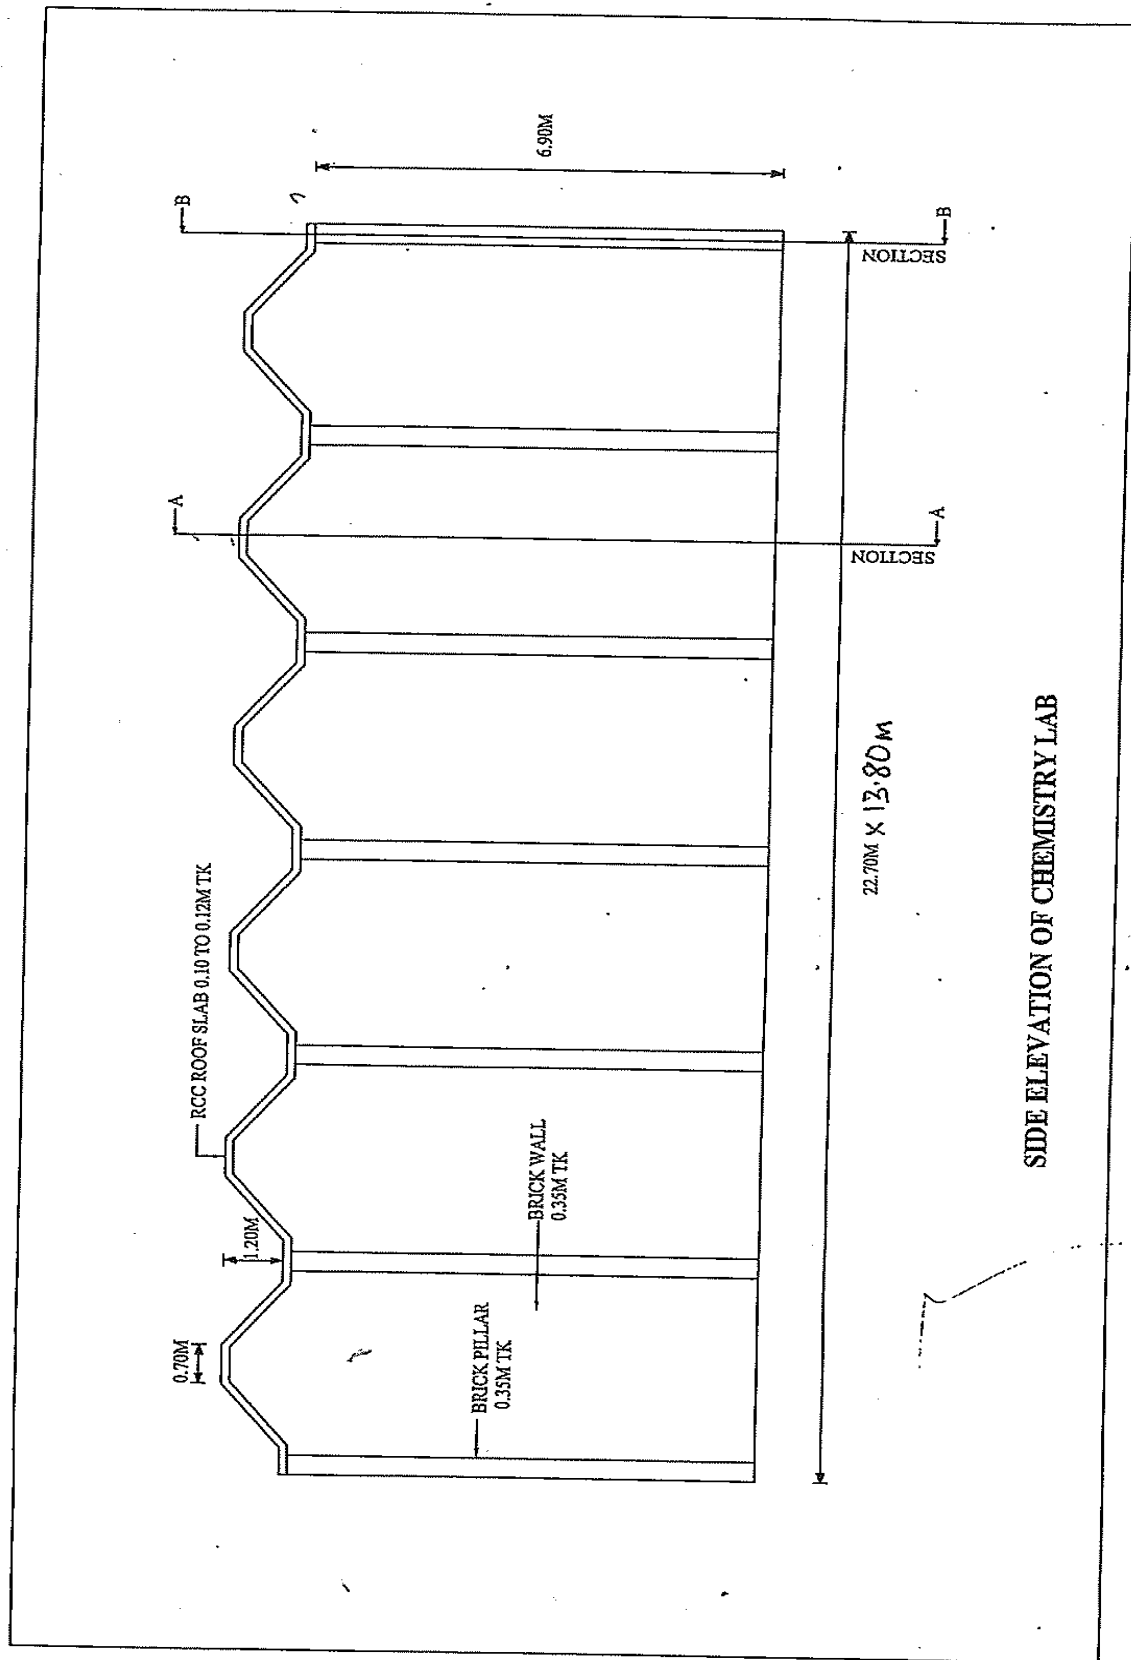 B
B
SECTION
6.90M
A
A
SECTION
RCC ROOF SLAB 0.10 TO 0.12M TK
1.20M
0.70M
BRICK WALL
0.35M TK
BRICK PILLAR
0.35M TK
22.70M X 13.80M
SIDE ELEVATION OF CHEMISTRY LAB